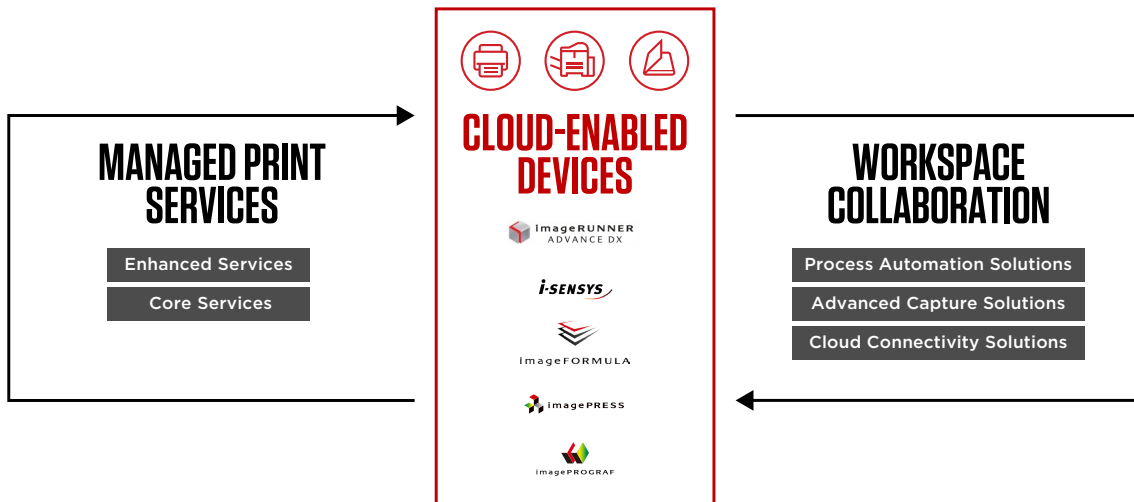 MANAGED PRINT
SERVICES
Enhanced Services
Core Services
CLOUD-ENABLED
DEVICES
imageRUNNER
ADVANCE DX
i-SENSYS
imageFORMULA
imagePRESS
imagePROGRAF
WORKSPACE
COLLABORATION
Process Automation Solutions
Advanced Capture Solutions
Cloud Connectivity Solutions